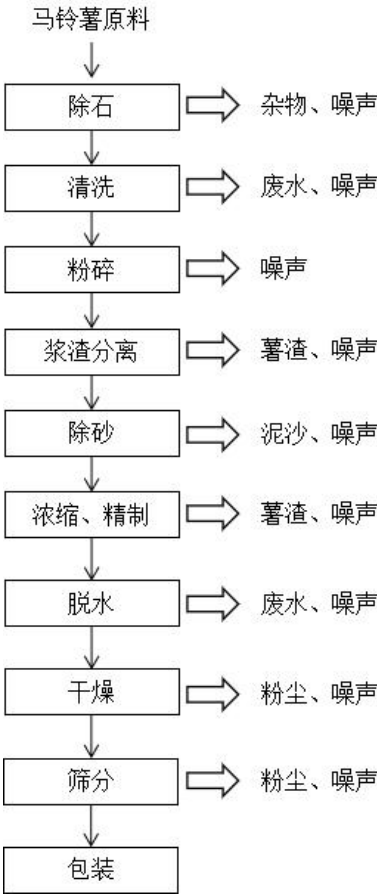 马铃薯原料
除石 杂物、噪声
清洗 废水、噪声
粉碎 噪声
浆渣分离 薯渣、噪声
除砂 泥沙、噪声
浓缩、精制 薯渣、噪声
脱水 废水、噪声
干燥 粉尘、噪声
筛分 粉尘、噪声
包装